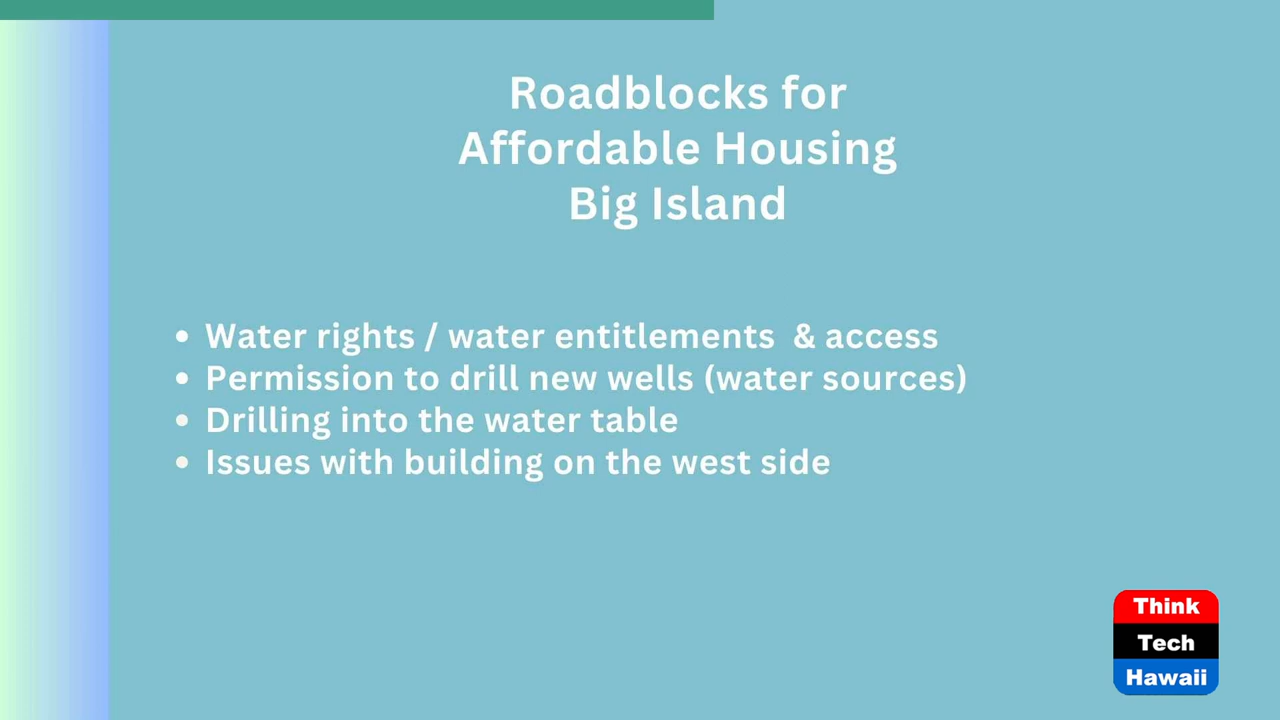 Roadblocks for
Affordable Housing
Big Island
• Water rights / water entitlements  & access
• Permission to drill new wells (water sources)
• Drilling into the water table
• Issues with building on the west side
Think
Tech
Hawaii